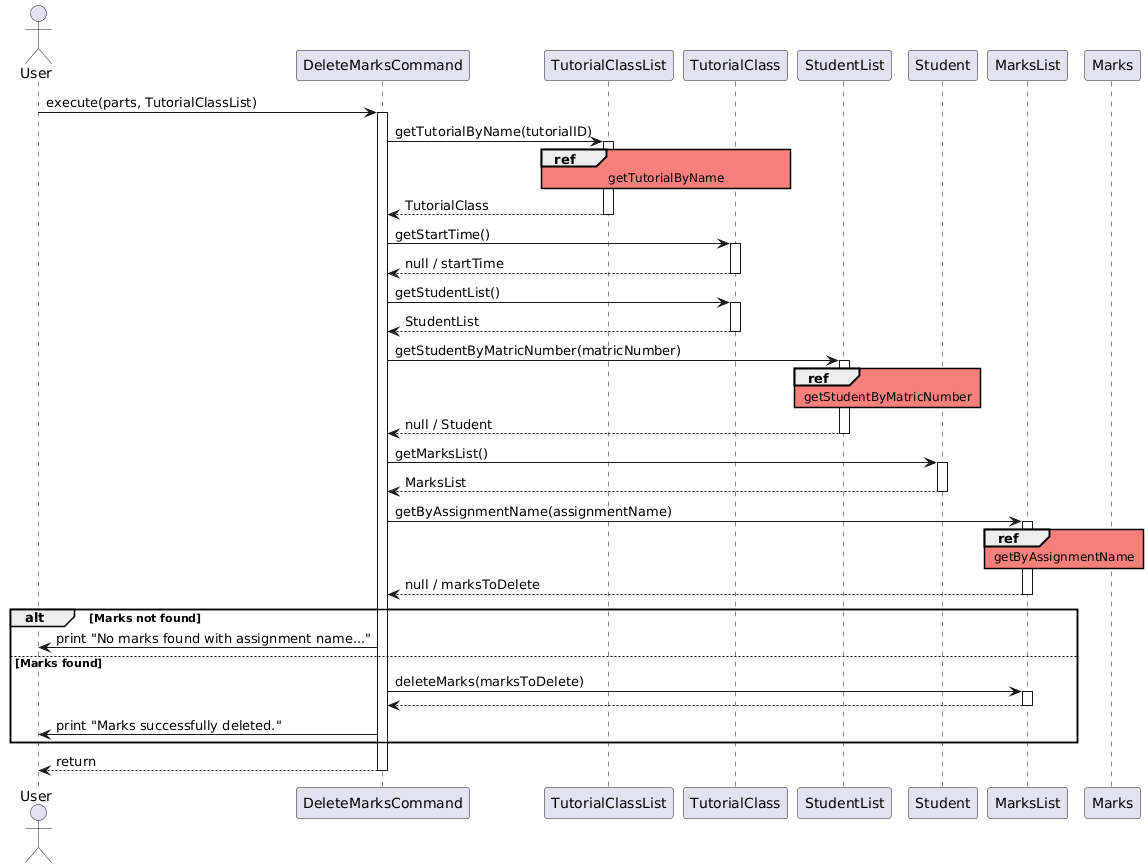 User
DeleteMarksCommand
TutorialClassList
TutorialClass
StudentList
Student
MarksList
Marks
execute(parts, TutorialClassList)
getTutorialByName(tutorialID)
ref
getTutorialByName
TutorialClass
getStartTime()
null / startTime
getStudentList()
StudentList
getStudentByMatricNumber(matricNumber)
ref
getStudentByMatricNumber
null / Student
getMarksList()
MarksList
getByAssignmentName(assignmentName)
ref
getByAssignmentName
null / marksToDelete
alt
[Marks not found]
print "No marks found with assignment name..."
[Marks found]
deleteMarks(marksToDelete)
print "Marks successfully deleted."
return
User
DeleteMarksCommand
TutorialClassList
TutorialClass
StudentList
Student
MarksList
Marks